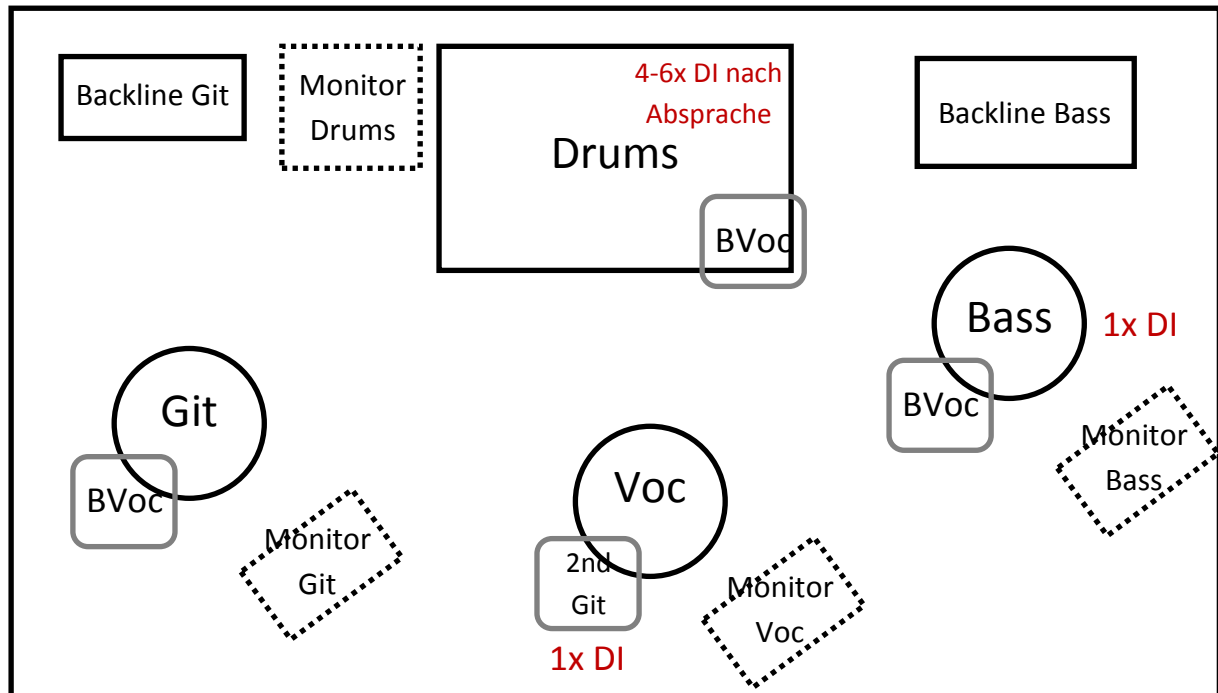 Backline Git
Monitor
Drums
4-6x DI nach
Absprache
Drums
BVoc
Backline Bass
Bass
1x DI
BVoc
Monitor
Bass
Git
BVoc
Monitor
Git
Voc
2nd
Git
1x DI
Monitor
Voc